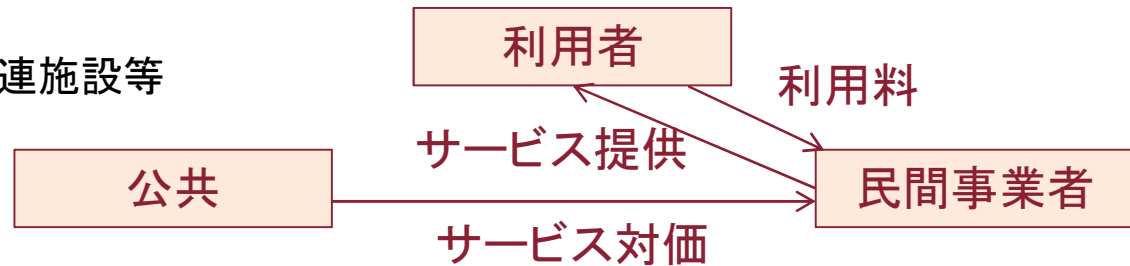 利用者
連施設等
利用料
サービス提供
公共
民間事業者
サービス対価